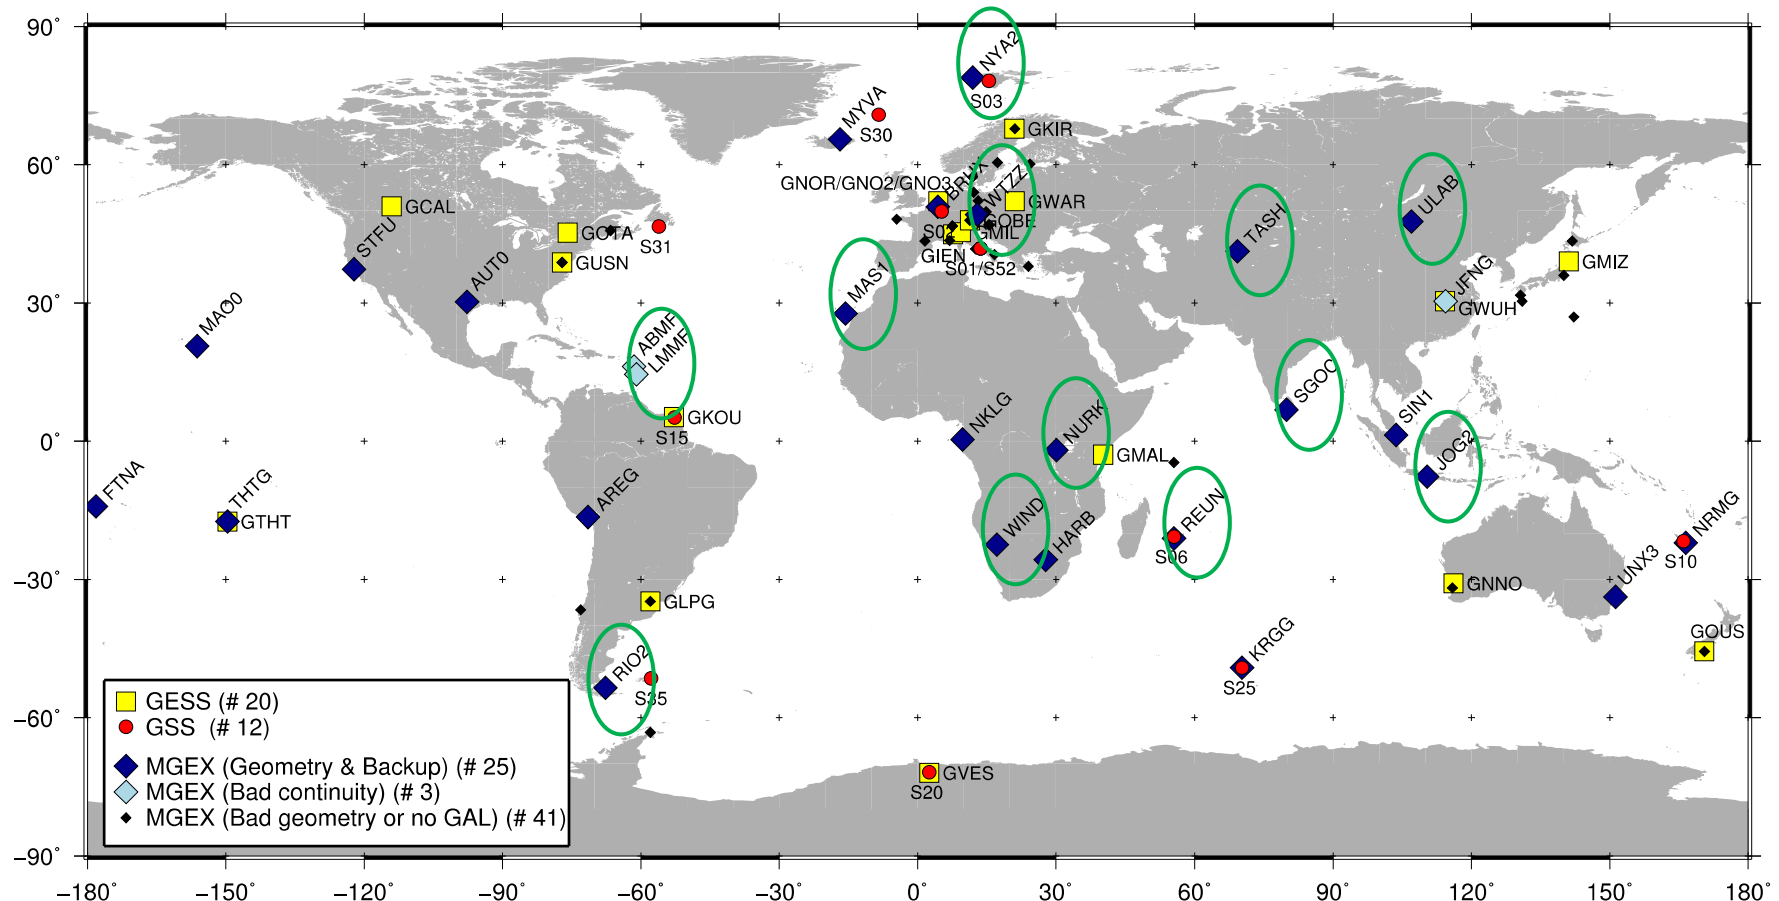 90°
60°
30°
0°
−30°
−60°
−90°
−180°
−150°
−120°
−90°
−60°
−30°
0°
30°
60°
90°
120°
150°
180°
NYA2
S03
MYVA
S30
GKIR
GNOR/GNO2/GNO3
BRUX
WTZZ
GWAR
GOBE
GMIL
GIEN
S01/S52
GCAL
STFU
GOTA
S31
GUSN
AUT0
MAO0
MAS1
TASH
ULAB
JFNG
GWUH
GMIZ
ABMF
LMMF
GKOU
S15
NKLG
NURK
GMAL
SGOC
SIN1
JOG2
FTNA
THTG
GTHT
AREG
WIND
HARB
REUN
S06
NRMG
S10
UNX3
GNNO
GLPG
GOUS
RIO2
S35
KRGG
S25
GVES
S20
GESS (# 20)
GSS (# 12)
MGEX (Geometry & Backup) (# 25)
MGEX (Bad continuity) (# 3)
MGEX (Bad geometry or no GAL) (# 41)